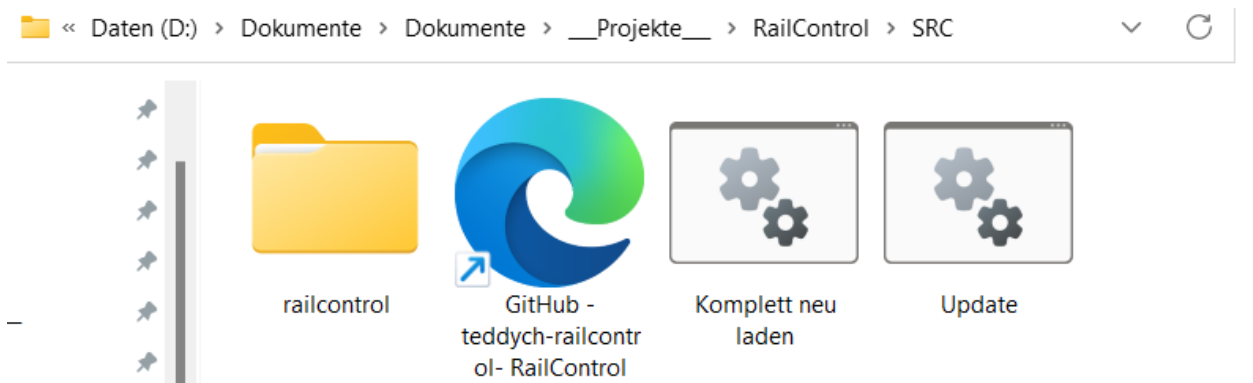 « Daten (D:) > Dokumente > Dokumente > __Projekte__ > RailControl > SRC
railcontrol
GitHub -
teddych-railcontr
ol- RailControl
Komplett neu
laden
Update